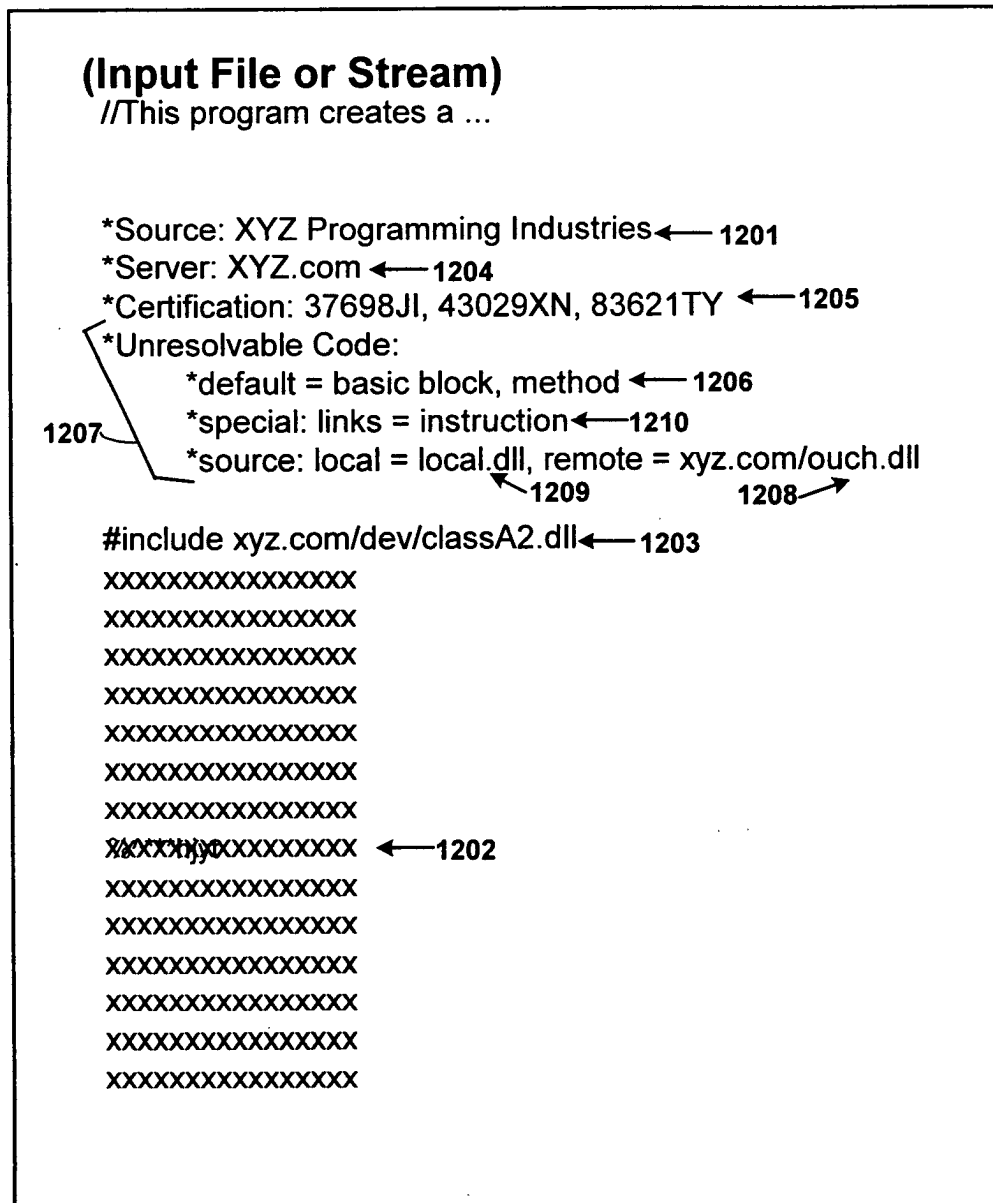 (Input File or Stream)
//This program creates a ...
*Source: XYZ Programming Industries 1201
*Server: XYZ.com 1204
*Certification: 37698JI, 43029XN, 83621TY 1205
*Unresolvable Code:
*default = basic block, method 1206
*special: links = instruction 1210
1207
*source: local = local.dll, remote = xyz.com/ouch.dll
1209 1208
#include xyz.com/dev/classA2.dll 1203
XXXXXXXXXXXXXXXX
XXXXXXXXXXXXXXXX
XXXXXXXXXXXXXXXX
XXXXXXXXXXXXXXXX
XXXXXXXXXXXXXXXX
XXXXXXXXXXXXXXXX
XXXXXXXXXXXXXXXX
1202
XXXXXXXXXXXXXXXX
XXXXXXXXXXXXXXXX
XXXXXXXXXXXXXXXX
XXXXXXXXXXXXXXXX
XXXXXXXXXXXXXXXX
XXXXXXXXXXXXXXXX